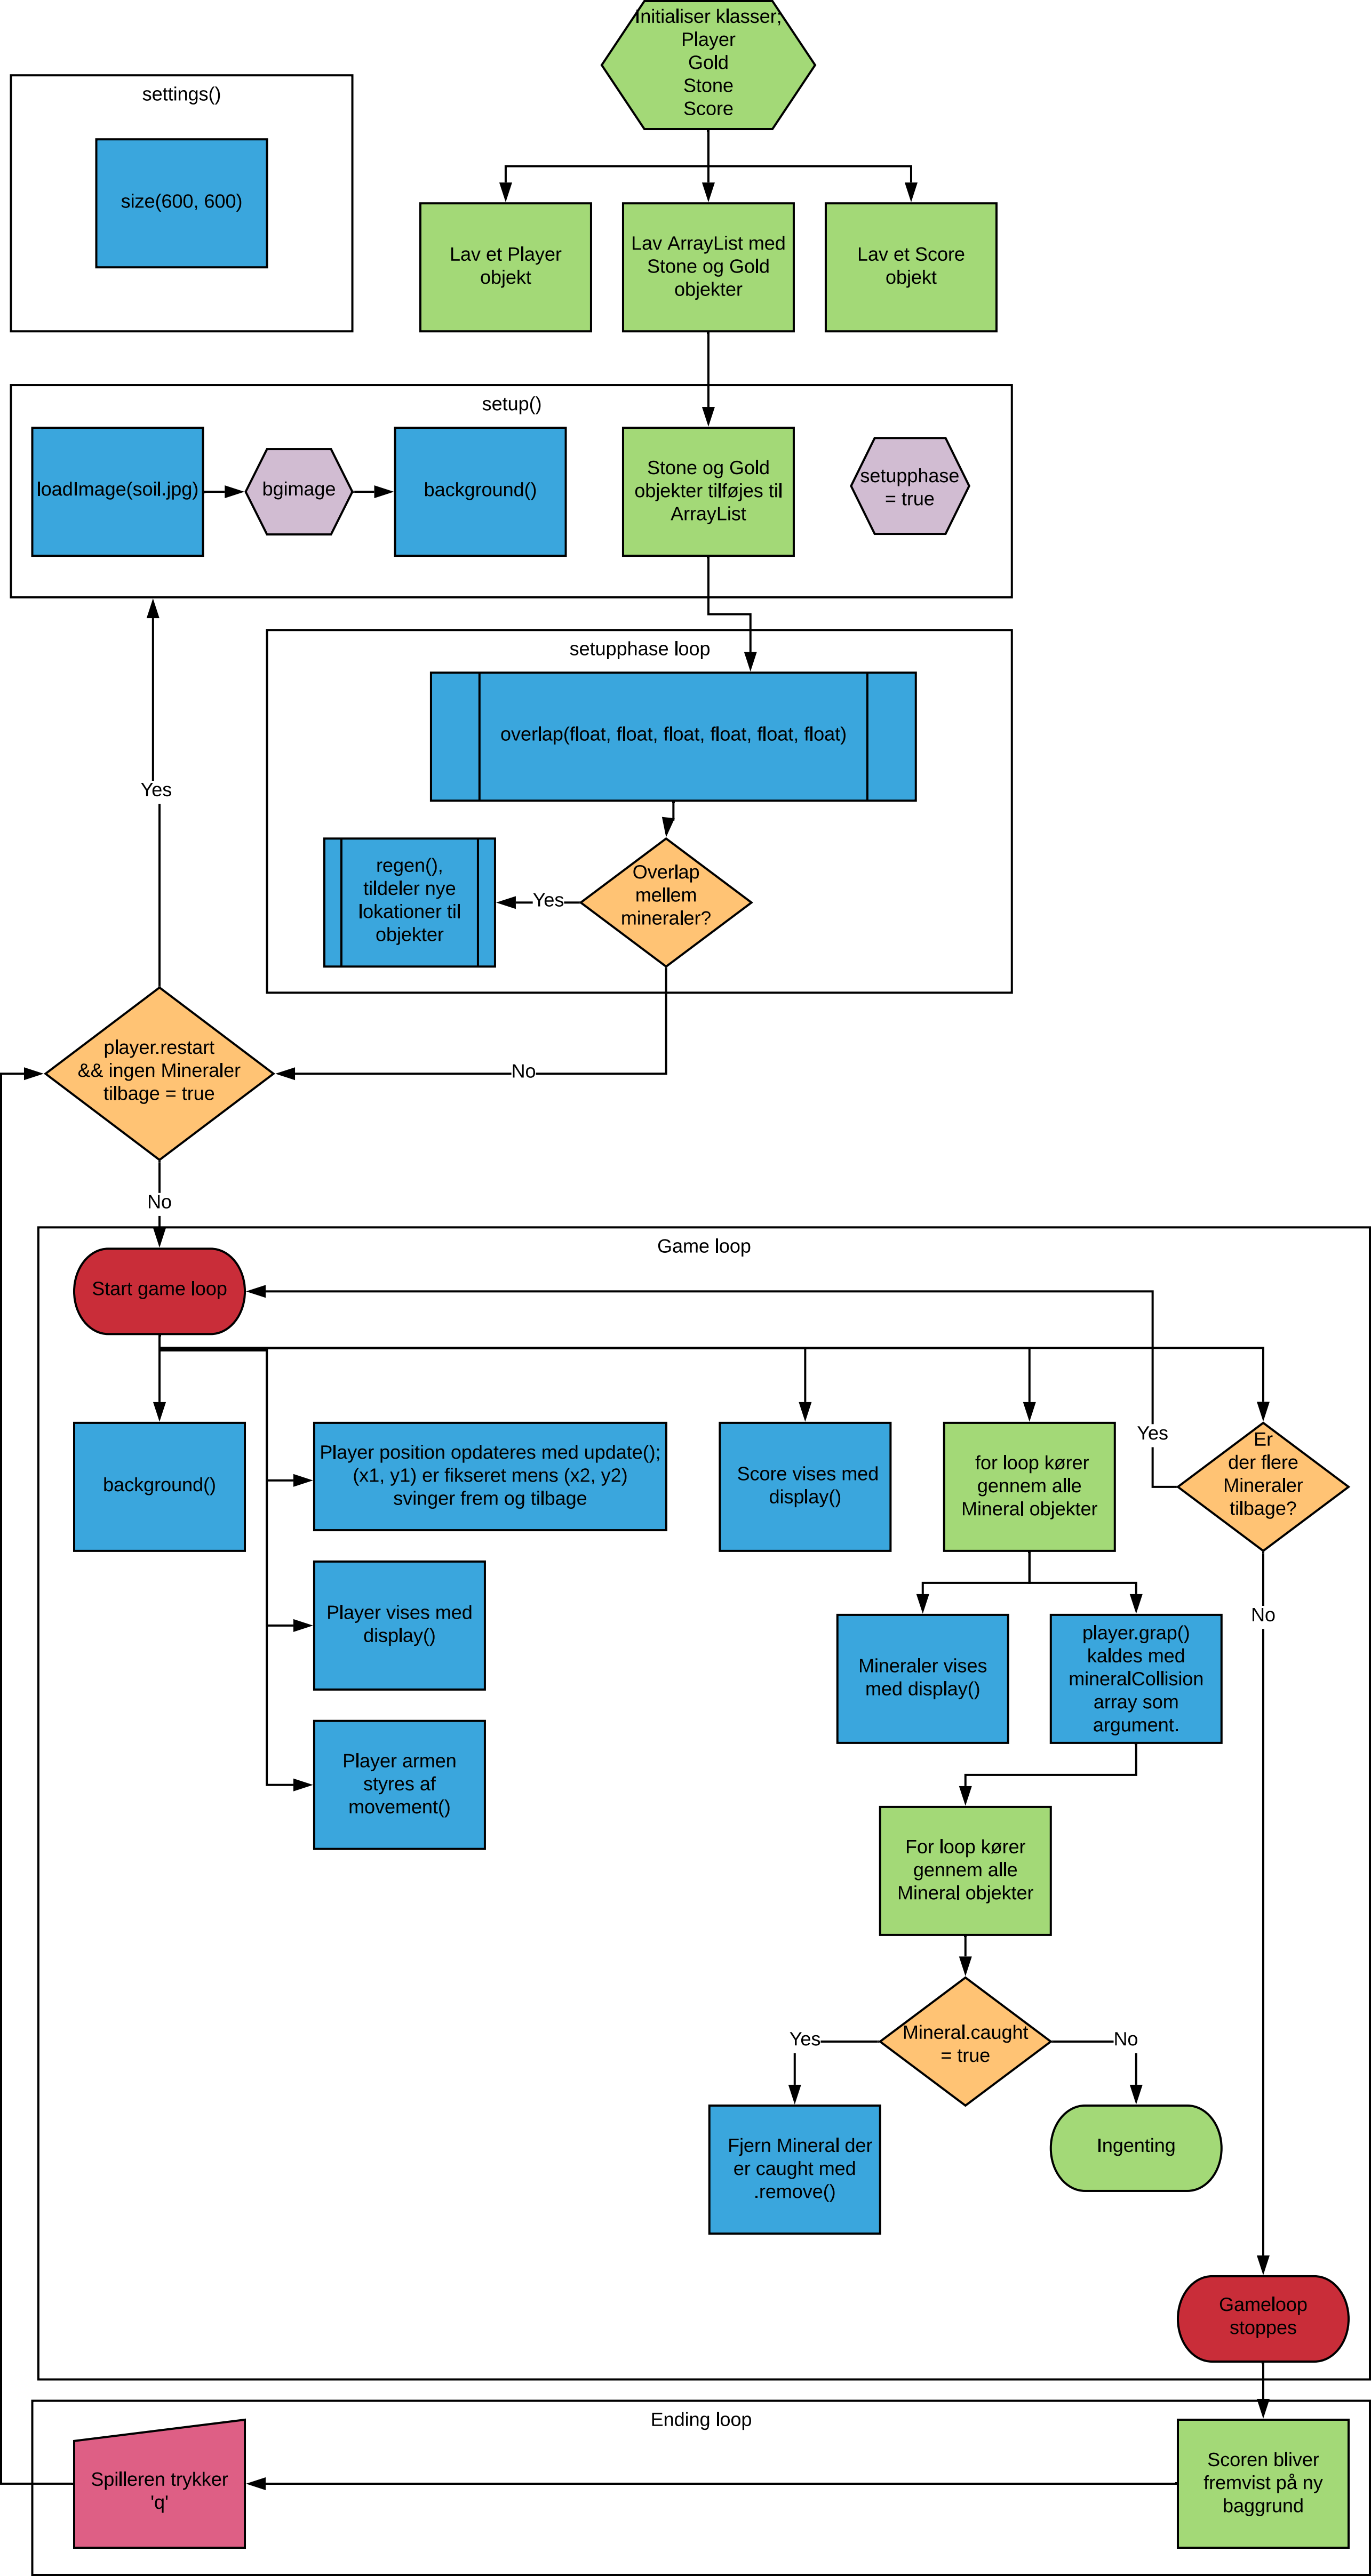 Initialiser klasser;
Player
Gold
Stone
Score
settings()
size(600, 600)
Lav et Player
objekt
Lav ArrayList med
Stone og Gold
objekter
Lav et Score
objekt
setup()
loadImage(soil.jpg)
bgimage
background()
Stone og Gold
objekter tilføjes til
ArrayList
setupphase
= true
setupphase loop
overlap(float, float, float, float, float, float)
Yes
regen(),
tildeler nye
lokationer til
objekter
Yes
Overlap
mellem
mineraler?
player.restart
&& ingen Mineraler
tilbage = true
No
No
Game loop
Start game loop
background()
Player position opdateres med update();
(x1, y1) er fikseret mens (x2, y2)
svinger frem og tilbage
Score vises med
display()
for loop kører
gennem alle
Mineral objekter
Yes
Er
der flere
Mineraler
tilbage?
Player vises med
display()
No
Mineraler vises
med display()
player.grap()
kaldes med
mineralCollision
array som
argument.
Player armen
styres af
movement()
For loop kører
gennem alle
Mineral objekter
Yes
Mineral.caught
= true
No
Fjern Mineral der
er caught med
.remove()
Ingenting
Gameloop
stoppes
Ending loop
Spilleren trykker
'q'
Scoren bliver
fremvist på ny
baggrund